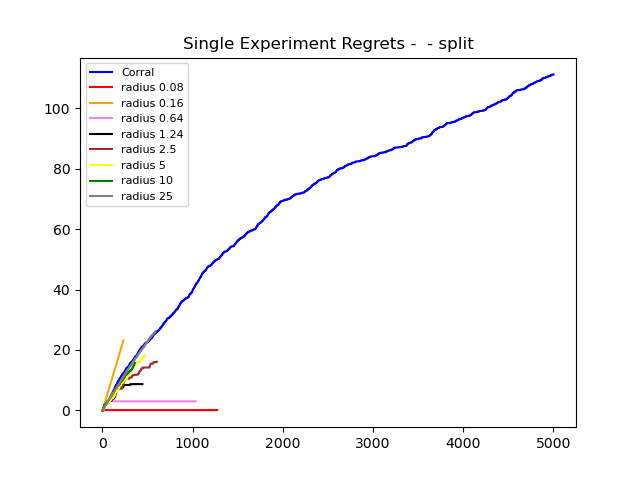 Single Experiment Regrets -  - split
Corral
radius 0.08
radius 0.16
radius 0.64
radius 1.24
radius 2.5
radius 5
radius 10
radius 25
100
80
60
40
20
0
0 1000 2000 3000 4000 5000